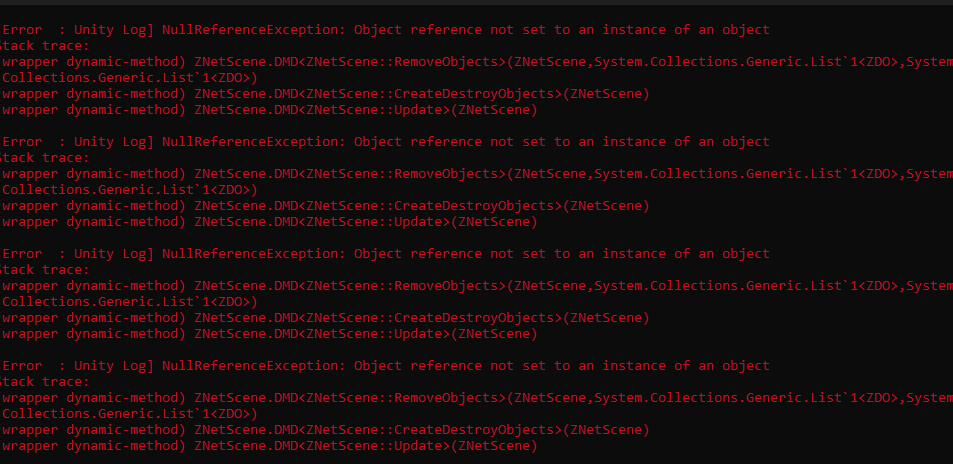 Error  : Unity Log] NullReferenceException: Object reference not set to an instance of an object
Stack trace:
wrapper dynamic-method) ZNetScene.DMD<ZNetScene::RemoveObjects>(ZNetScene,System.Collections.Generic.List`1<ZDO>,System
Collections.Generic.List`1<ZDO>)
wrapper dynamic-method) ZNetScene.DMD<ZNetScene::CreateDestroyObjects>(ZNetScene)
wrapper dynamic-method) ZNetScene.DMD<ZNetScene::Update>(ZNetScene)
Error  : Unity Log] NullReferenceException: Object reference not set to an instance of an object
Stack trace:
wrapper dynamic-method) ZNetScene.DMD<ZNetScene::RemoveObjects>(ZNetScene,System.Collections.Generic.List`1<ZDO>,System
Collections.Generic.List`1<ZDO>)
wrapper dynamic-method) ZNetScene.DMD<ZNetScene::CreateDestroyObjects>(ZNetScene)
wrapper dynamic-method) ZNetScene.DMD<ZNetScene::Update>(ZNetScene)
Error  : Unity Log] NullReferenceException: Object reference not set to an instance of an object
Stack trace:
wrapper dynamic-method) ZNetScene.DMD<ZNetScene::RemoveObjects>(ZNetScene,System.Collections.Generic.List`1<ZDO>,System
Collections.Generic.List`1<ZDO>)
wrapper dynamic-method) ZNetScene.DMD<ZNetScene::CreateDestroyObjects>(ZNetScene)
wrapper dynamic-method) ZNetScene.DMD<ZNetScene::Update>(ZNetScene)
Error  : Unity Log] NullReferenceException: Object reference not set to an instance of an object
Stack trace:
wrapper dynamic-method) ZNetScene.DMD<ZNetScene::RemoveObjects>(ZNetScene,System.Collections.Generic.List`1<ZDO>,System
Collections.Generic.List`1<ZDO>)
wrapper dynamic-method) ZNetScene.DMD<ZNetScene::CreateDestroyObjects>(ZNetScene)
wrapper dynamic-method) ZNetScene.DMD<ZNetScene::Update>(ZNetScene)